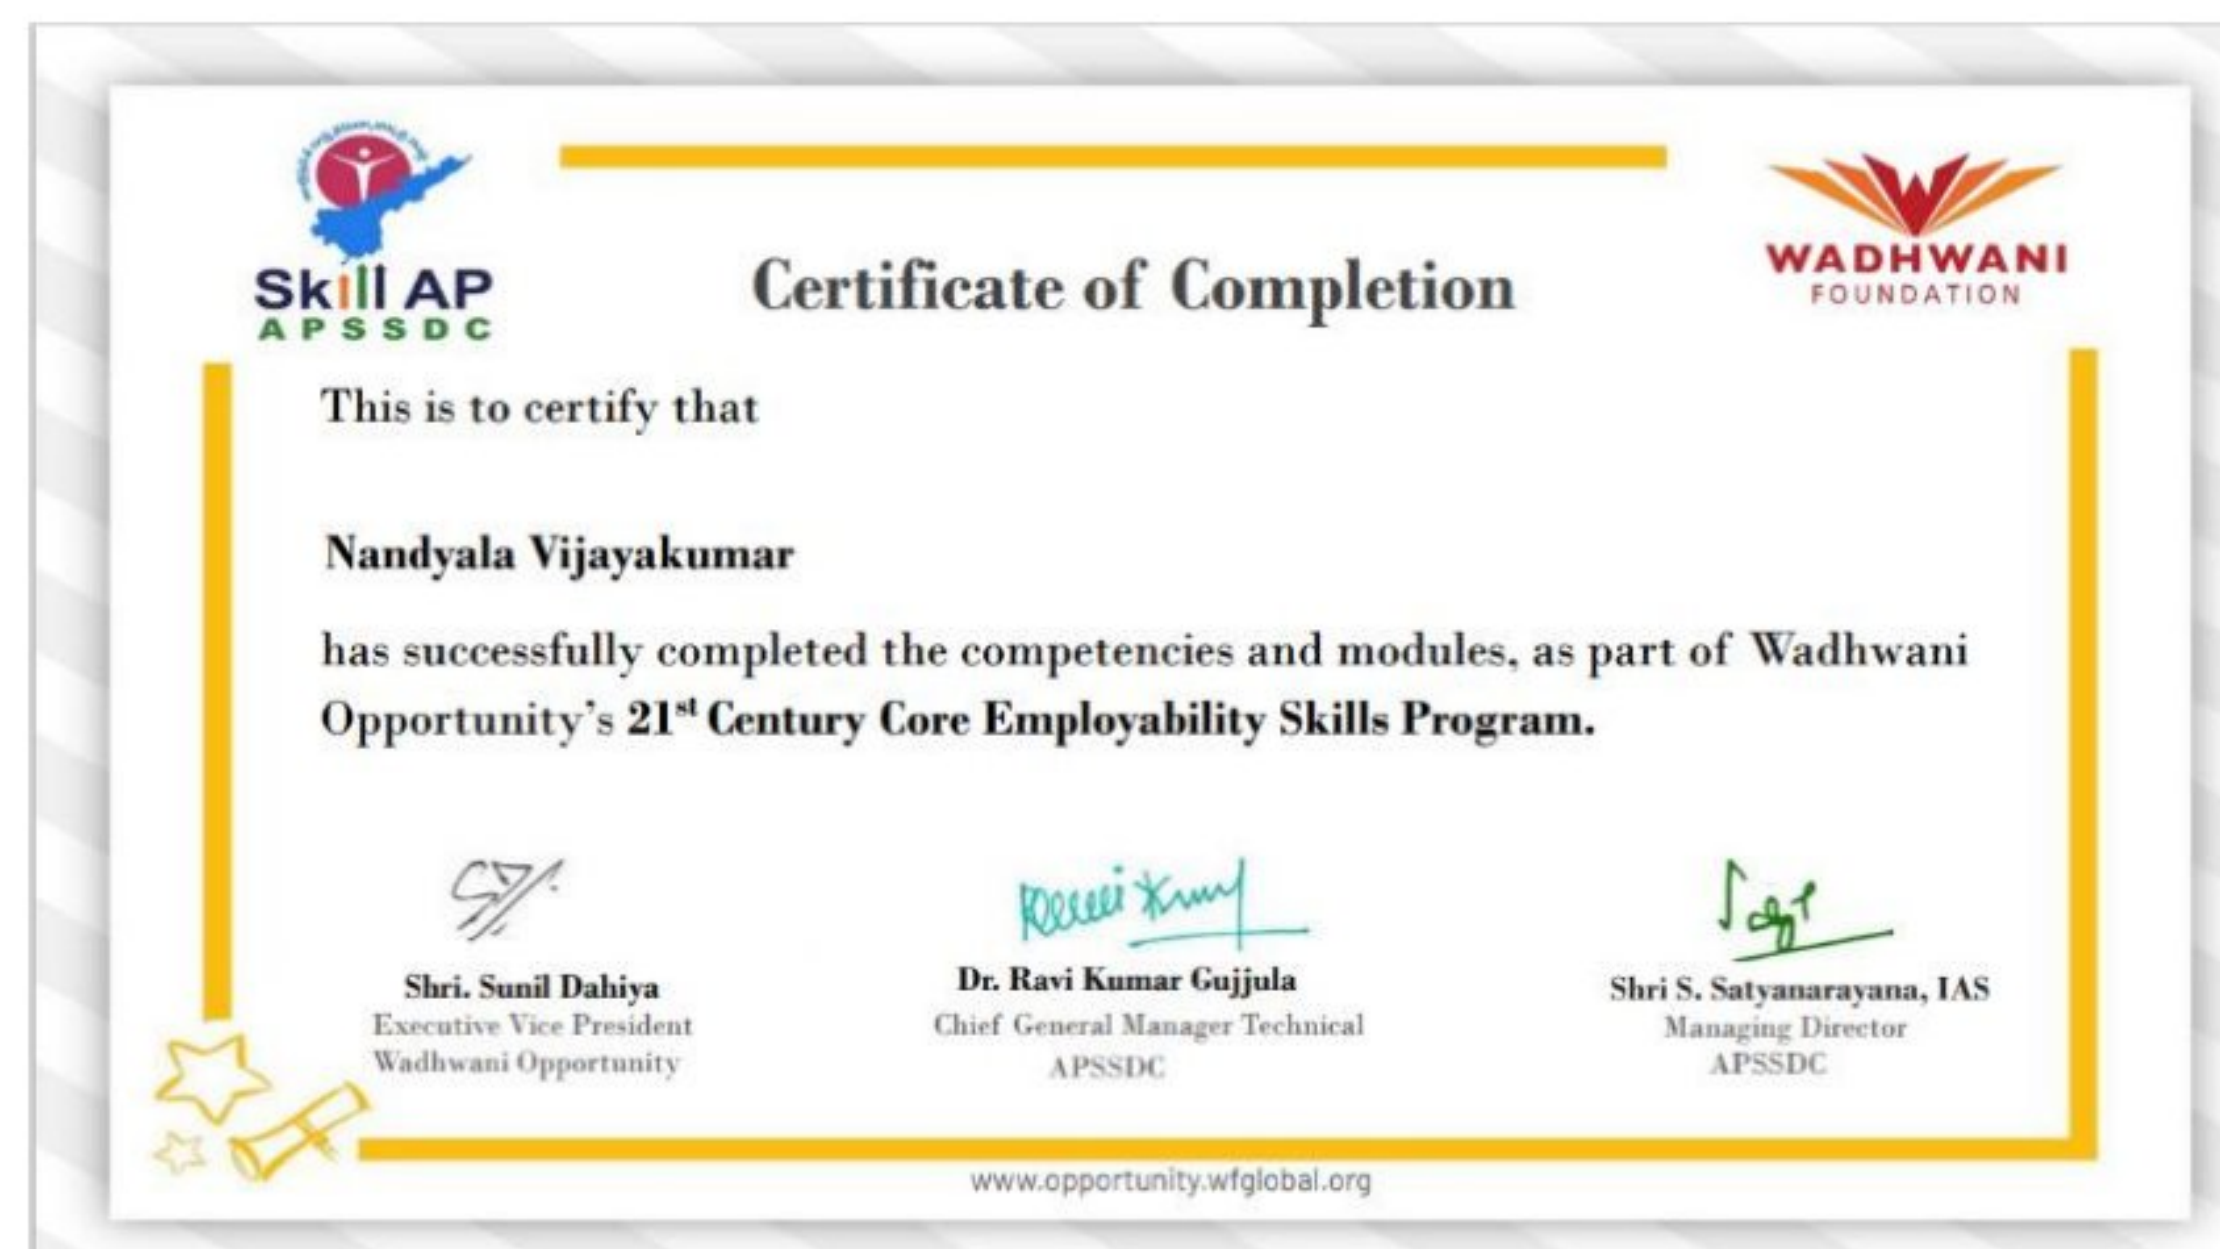 Skill AP
APSSDC
WADHWANI
FOUNDATION
Certificate of Completion
This is to certify that
Nandyala Vijayakumar
has successfully completed the competencies and modules, as part of Wadhwani
Opportunity's 21st Century Core Employability Skills Program.
Shri. Sunil Dahiya
Executive Vice President
Wadhwani Opportunity
Dr. Ravi Kumar Gujjula
Chief General Manager Technical
APSSDC
Shri S. Satyanarayana, IAS
Managing Director
APSSDC
www.opportunity.wfglobal.org